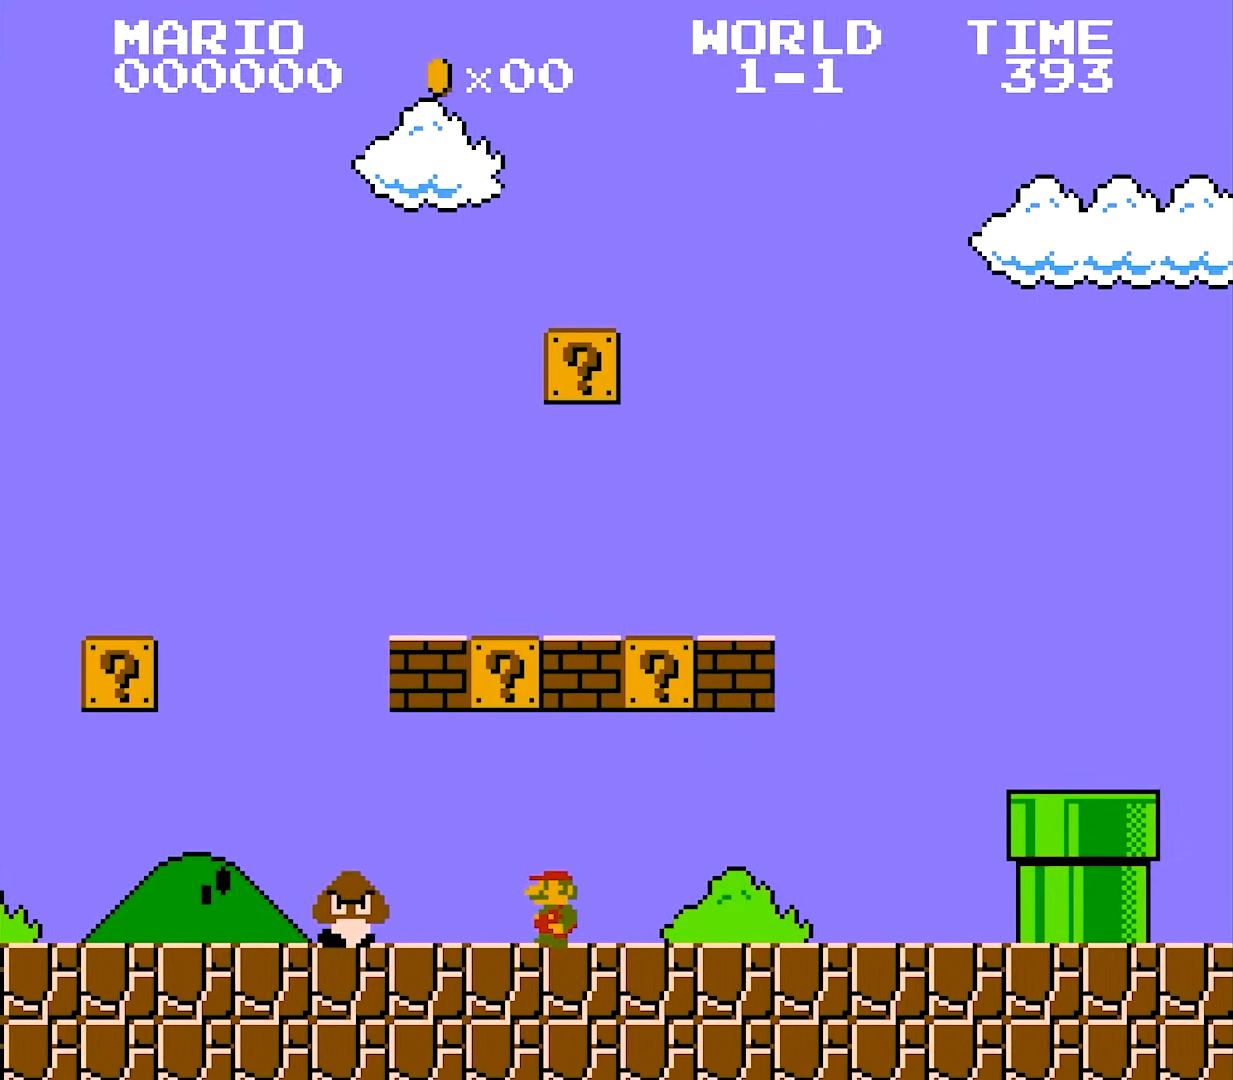 MARIO WORLD TIME
000000 x00 1-1 393
?
? ? ?